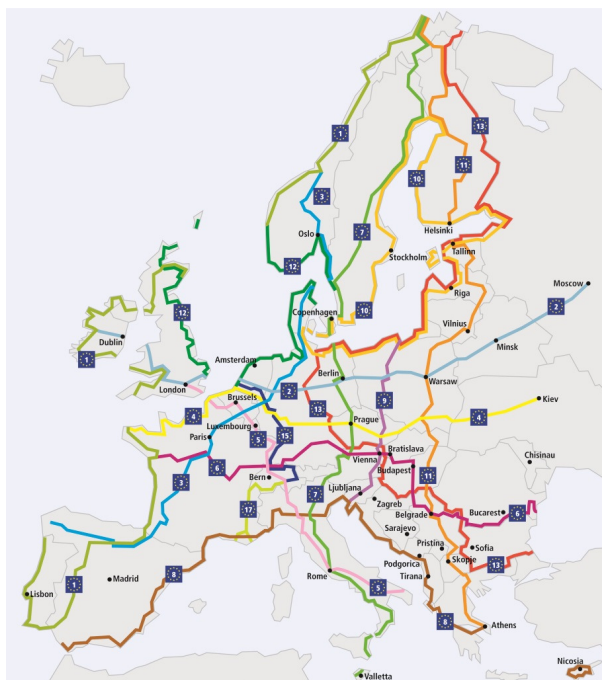 1
13
3
10
11
7
Helsinki
Oslo
12
Stockholm
Tallinn
Moscow
2
12
10
Riga
Copenhagen
Vilnius
Dublin
1
Minsk
Amsterdam
London
Berlin
2
Warsaw
Brussels
9
Kiev
4
13
4
Luxembourg
Prague
5
15
Paris
Vienna
Bratislava
Chisinau
6
Budapest
Bern
11
3
7
Ljubljana
Zagreb
17
Belgrade
Bucarest
6
Sarajevo
Pristina
Sofia
Podgorica
Skopje
13
8
Madrid
Rome
Tirana
1
5
Lisbon
8
Athens
Nicosia
Valletta